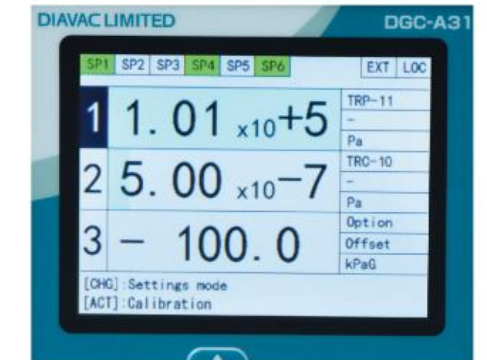 DIAVAC LIMITED
DGC-A31
SP1 SP2 SP3 SP4 SP5 SP6 EXT LOC
1 1.01 x10+5
TRP-11
-
Pa
2 5.00 x10-7
TRC-10
-
Pa
3 - 100.0
Option
Offset
kPaG
[CHG]:Settings mode
[ACT]:Calibration